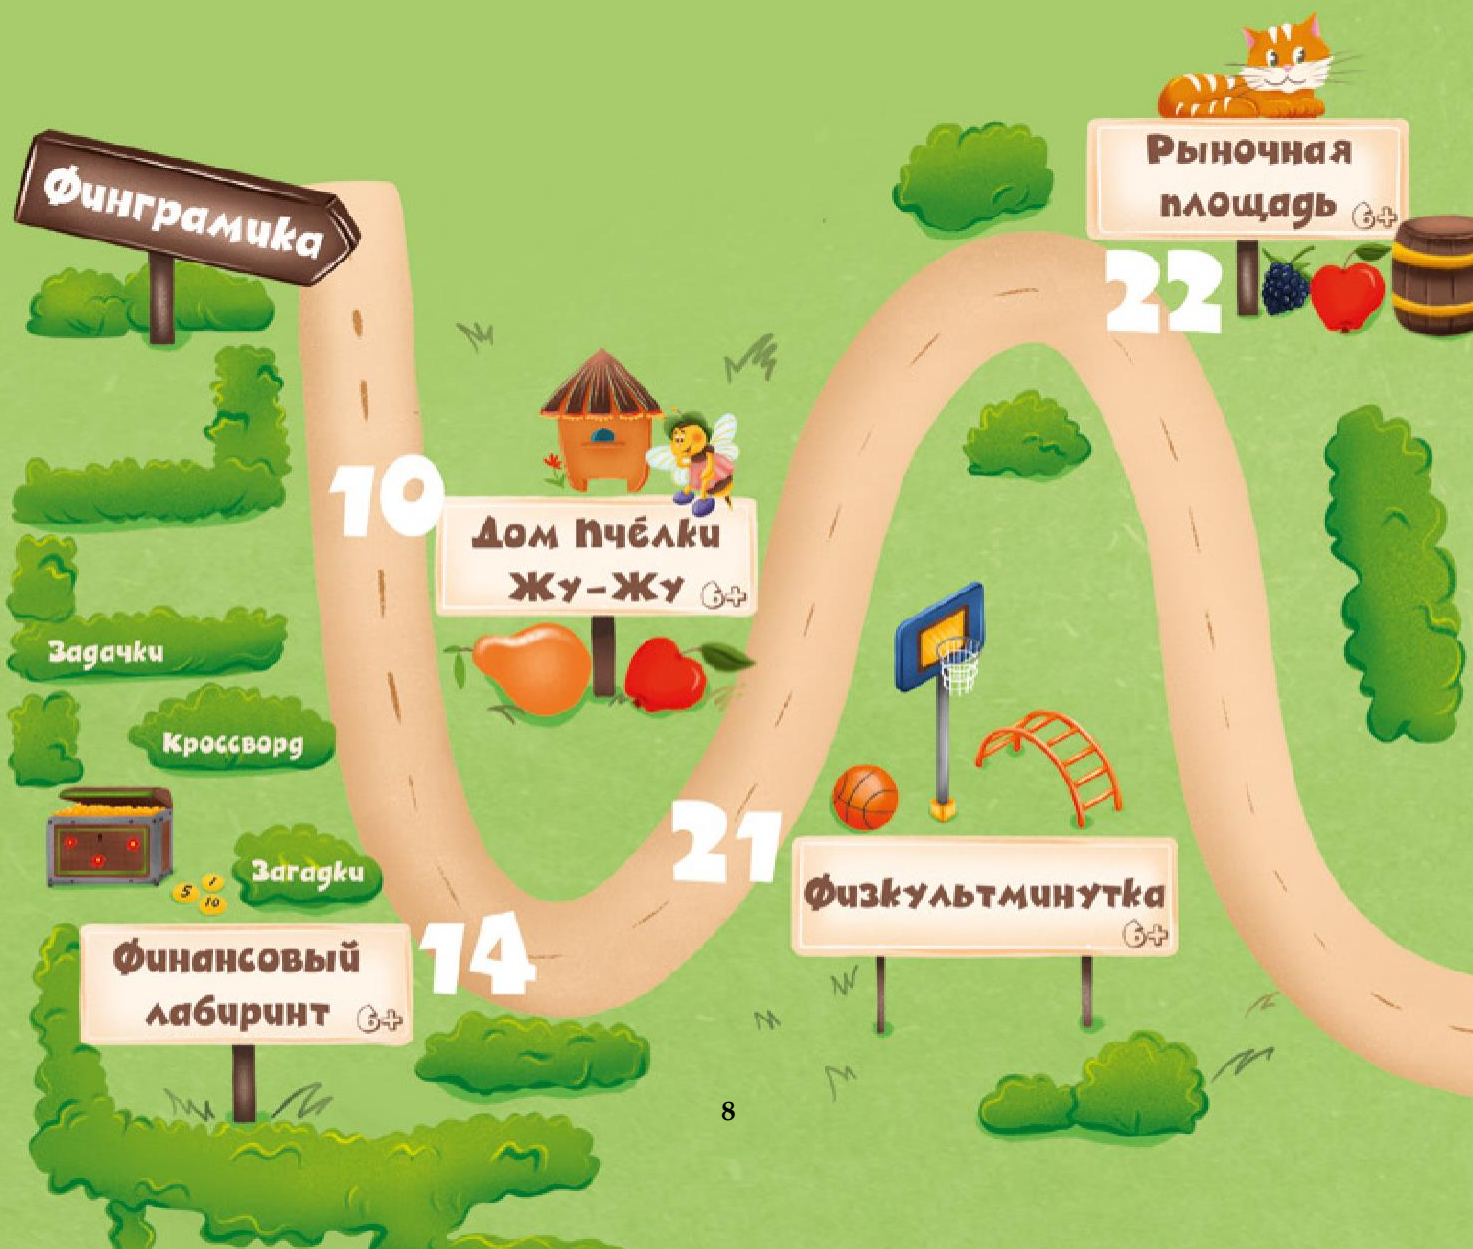 Финграмика
Рыночная
площадь 6+
22
10
Дом Пчёлки
Жу-Жу 6+
Задачки
Кроссворд
Загадки
5 1
10
Финансовый
лабиринт 6+
14
21
Физкультминутка
6+
8